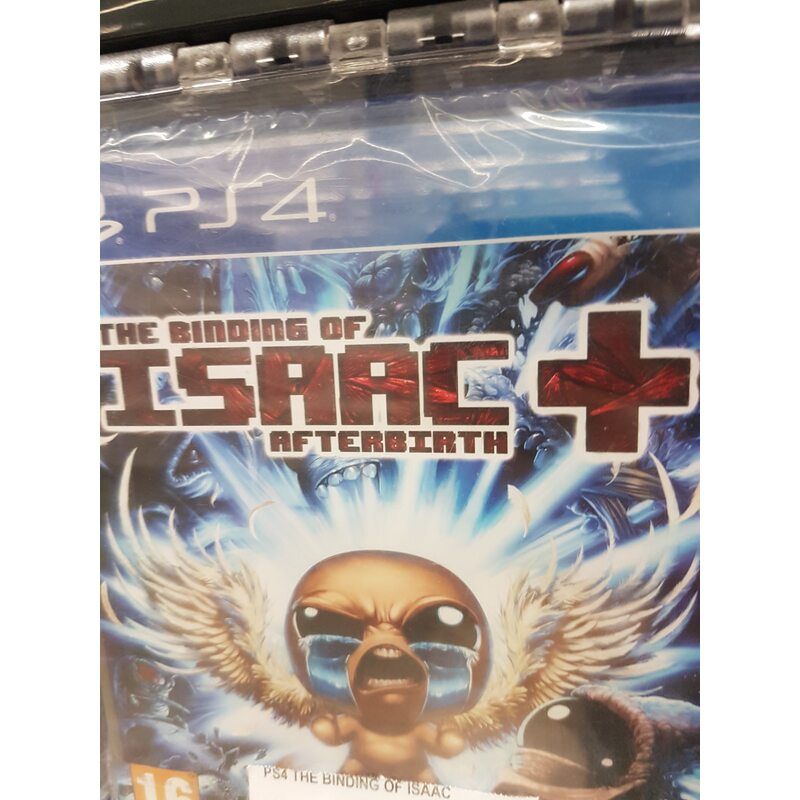 PS4
THE BINDING OF
ISAAC +
AFTERBIRTH
16
PS4 THE BINDING OF ISAAC